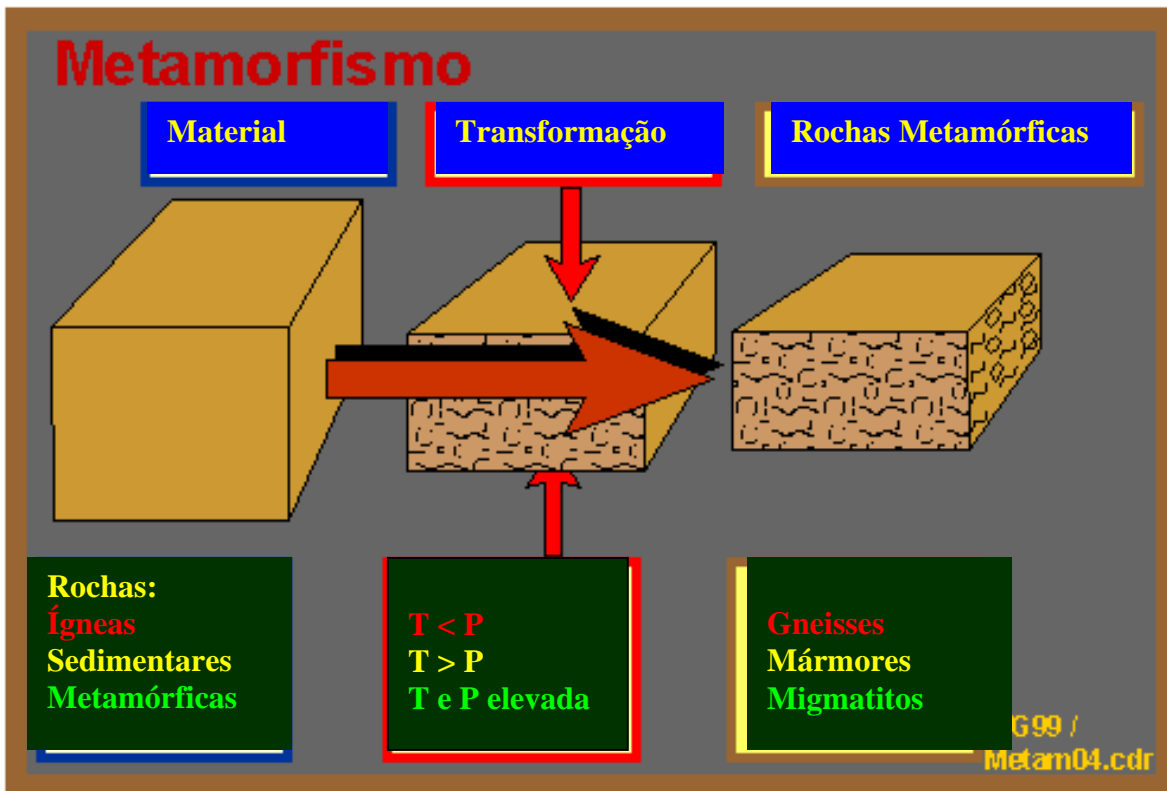 Metamorfismo
Material
Transformação
Rochas Metamórficas
Rochas:
Ígneas
Sedimentares
Metamórficas
T < P
T > P
T e P elevada
Gneisses
Mármores
Migmatitos
G99 /
Metam04.cdr